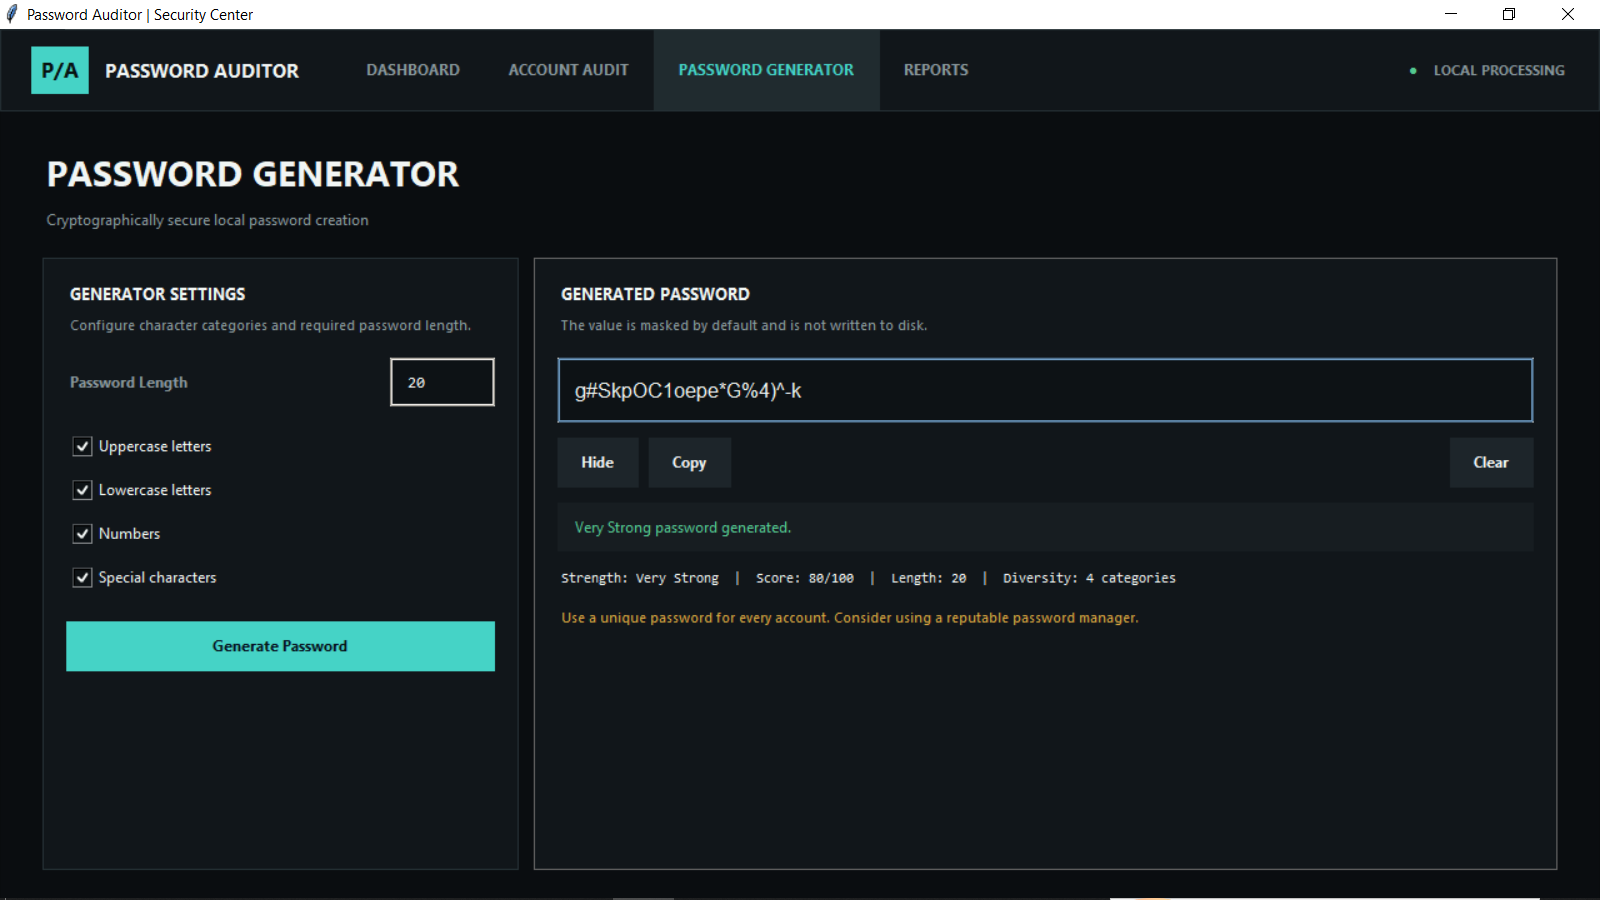 Password Auditor | Security Center
P/A PASSWORD AUDITOR DASHBOARD ACCOUNT AUDIT PASSWORD GENERATOR REPORTS LOCAL PROCESSING
PASSWORD GENERATOR
Cryptographically secure local password creation
GENERATOR SETTINGS
Configure character categories and required password length.
Password Length 20
Uppercase letters
Lowercase letters
Numbers
Special characters
Generate Password
GENERATED PASSWORD
The value is masked by default and is not written to disk.
g#SkpOC1oepe*G%4)^-k
Hide Copy Clear
Very Strong password generated.
Strength: Very Strong | Score: 80/100 | Length: 20 | Diversity: 4 categories
Use a unique password for every account. Consider using a reputable password manager.